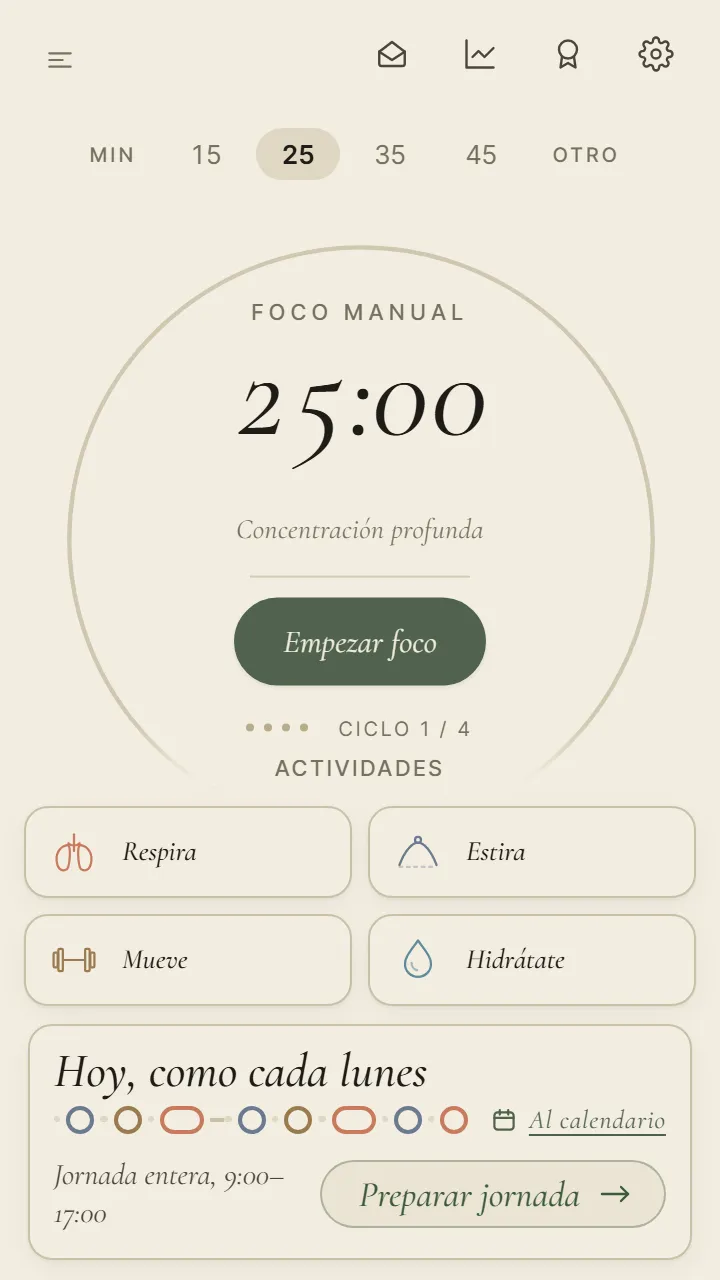 MIN 15 25 35 45 OTRO
FOCO MANUAL
25:00
Concentración profunda
Empezar foco
CICLO 1 / 4
ACTIVIDADES
Respira
Estira
Mueve
Hidrátate
Hoy, como cada lunes
Al calendario
Jornada entera, 9:00–
17:00
Preparar jornada